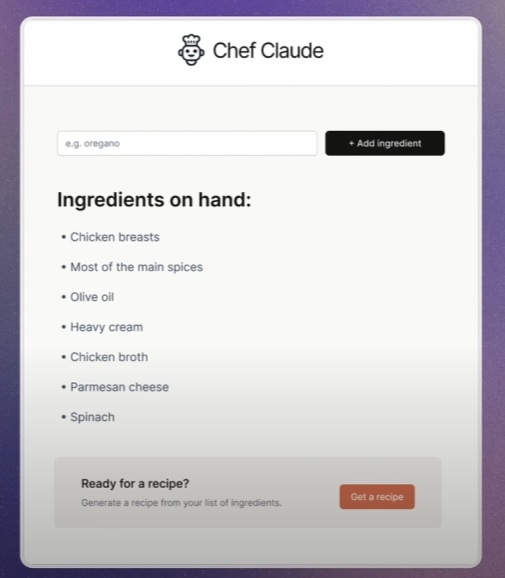 Chef Claude
e.g. oregano
+ Add ingredient
Ingredients on hand:
• Chicken breasts
• Most of the main spices
• Olive oil
• Heavy cream
• Chicken broth
• Parmesan cheese
• Spinach
Ready for a recipe?
Generate a recipe from your list of ingredients.
Get a recipe